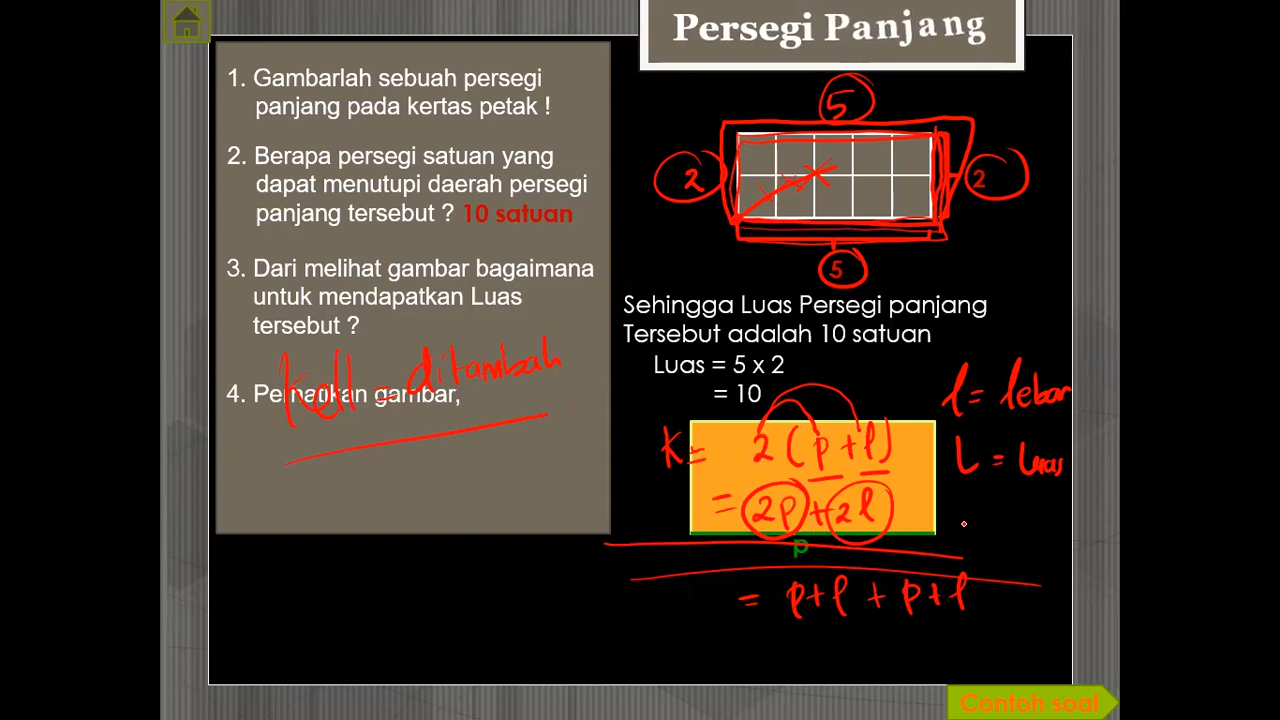 Persegi Panjang
1. Gambarlah sebuah persegi
panjang pada kertas petak !
2. Berapa persegi satuan yang
dapat menutupi daerah persegi
panjang tersebut ? 10 satuan
3. Dari melihat gambar bagaimana
untuk mendapatkan Luas
tersebut ?
Kell = ditambah
4. Perhatikan gambar,
5
2
2
5
Sehingga Luas Persegi panjang
Tersebut adalah 10 satuan
Luas = 5 x 2
= 10
l = lebar
L = Luas
K = 2 (p + l)
= 2p + 2l
p
= p+l + p+l
Contoh soal